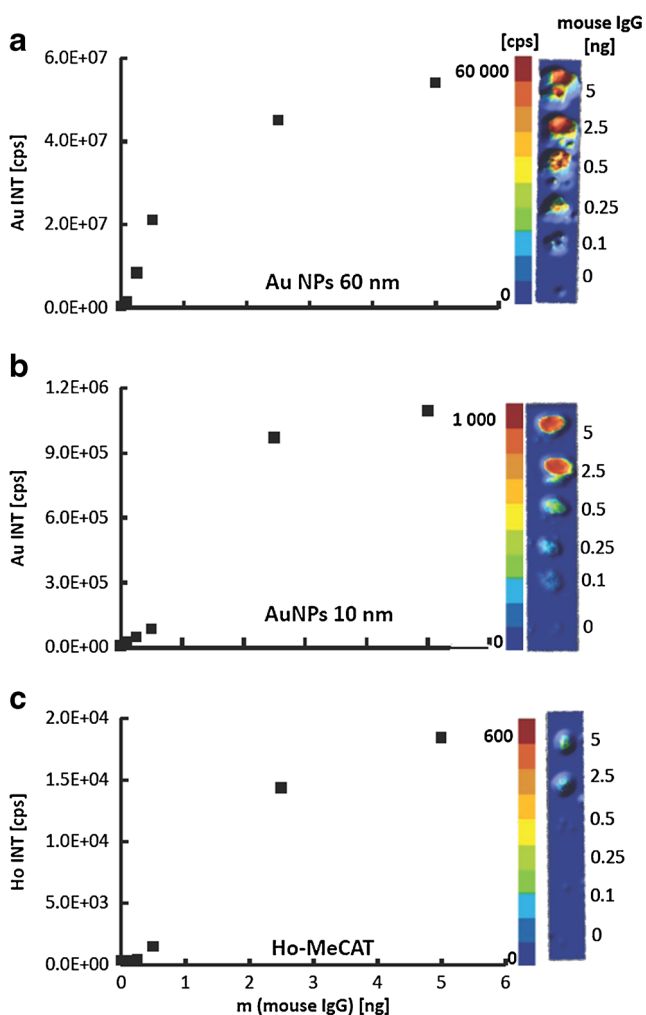 a
mouse IgG
[cps]
[ng]
6.0E+07
60 000
5
4.0E+07
2.5
0.5
Au INT [cps]
2.0E+07
0.25
0.1
Au NPs 60 nm
0
0.0E+00
0
b
1.2E+06
1 000
5
9.0E+05
2.5
0.5
6.0E+05
Au INT [cps]
0.25
3.0E+05
0.1
AuNPs 10 nm
0
0.0E+00
0
c
2.0E+04
600
5
1.5E+04
2.5
0.5
1.0E+04
Ho INT [cps]
0.25
5.0E+03
0.1
Ho-MeCAT
0
0.0E+00
0
0 1 2 3 4 5 6
m (mouse IgG) [ng]